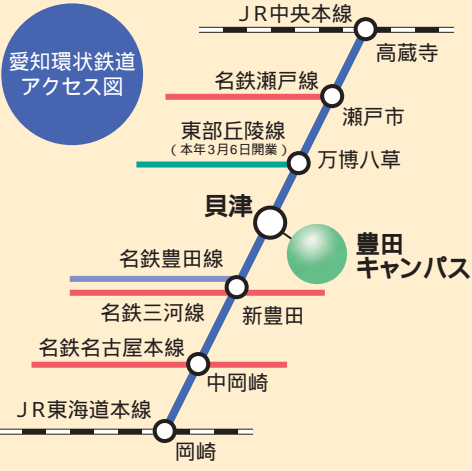 愛知環状鉄道
アクセス図
JR中央本線
高蔵寺
名鉄瀬戸線
瀬戸市
東部丘陵線
(本年3月6日開業)
万博八草
貝津
豊田
キャンパス
名鉄豊田線
名鉄三河線
新豊田
名鉄名古屋本線
中岡崎
JR東海道本線
岡崎